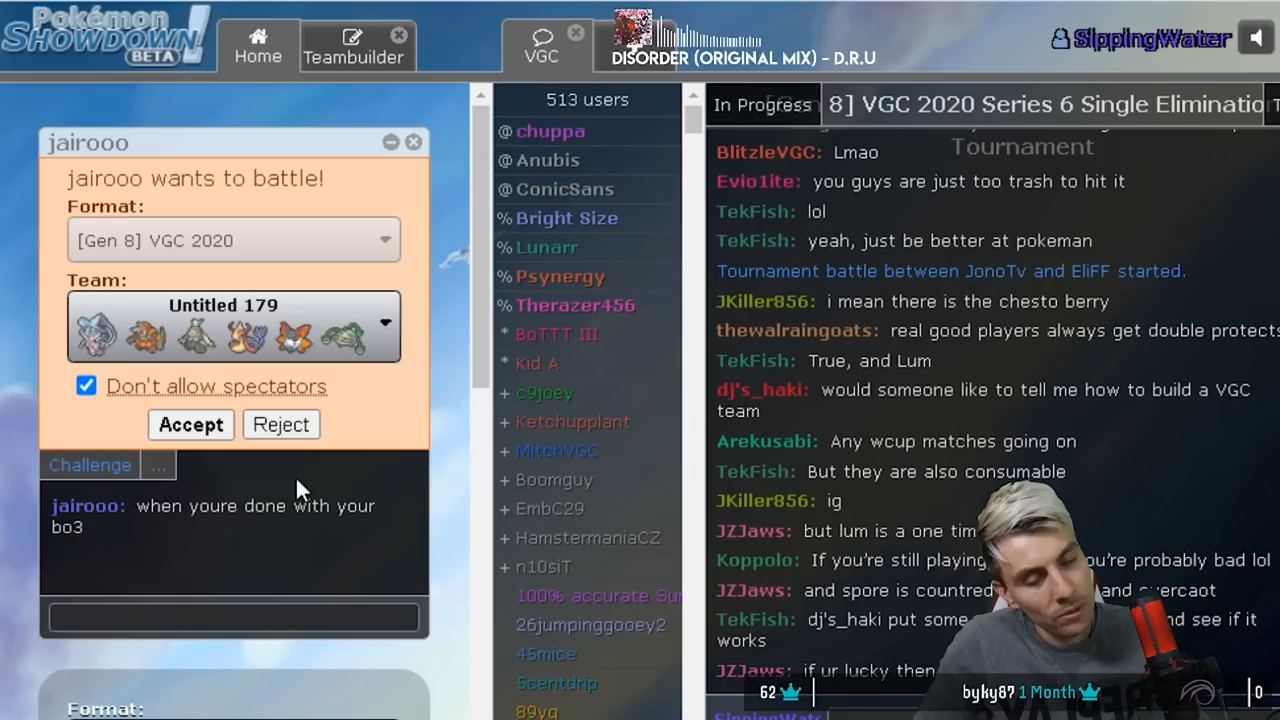 Pokémon
SHOWDOWN!
BETA
Home
Teambuilder
VGC
DISORDER (ORIGINAL MIX) - D.R.U
SippingWater
jairooo
jairooo wants to battle!
Format:
[Gen 8] VGC 2020
Team:
Untitled 179
Don't allow spectators
Accept
Reject
Challenge
...
jairooo: when youre done with your
bo3
Format:
513 users
@ chuppa
@ Anubis
@ ConicSans
% Bright Size
% Lunarr
% Psynergy
% Therazer456
* BoTTT III
* Kid A
+ c9joey
+ Ketchupplant
+ MitchVGC
+ Boomguy
+ EmbC29
+ HamstermaniaCZ
+ n10siT
100% accurate
26jumpinggooey2
45mice
5centdrip
89yg
In Progress
8] VGC 2020 Series 6 Single Eliminatio
Tournament
BlitzleVGC: Lmao
Evio1ite: you guys are just too trash to hit it
TekFish: lol
TekFish: yeah, just be better at pokeman
Tournament battle between JonoTv and EliFF started.
JKiller856: i mean there is the chesto berry
thewalraingoats: real good players always get double protects
TekFish: True, and Lum
dj's_haki: would someone like to tell me how to build a VGC
team
Arekusabi: Any wcup matches going on
TekFish: But they are also consumable
JKiller856: ig
JZJaws: but lum is a one tim
Koppolo: If you're still playing you're probably bad lol
JZJaws: and spore is countred and overcaot
TekFish: dj's_haki put some nd see if it
works
JZJaws: if ur lucky then
62
byky87 1 Month
0